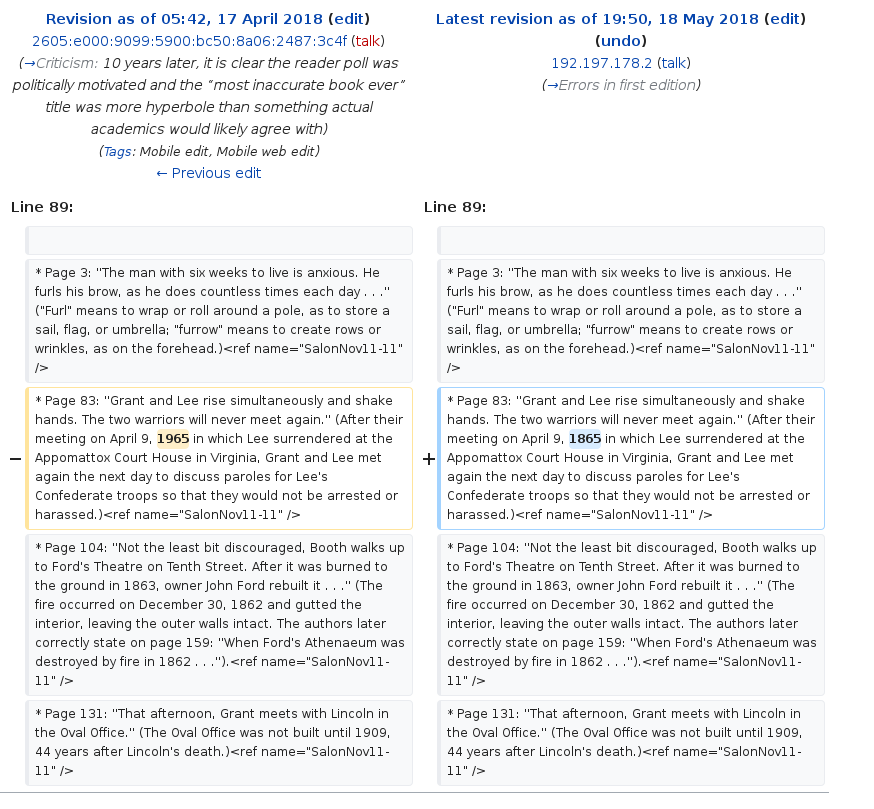 Revision as of 05:42, 17 April 2018 (edit)
2605:e000:9099:5900:bc50:8a06:2487:3c4f (talk)
(→Criticism: 10 years later, it is clear the reader poll was
politically motivated and the “most inaccurate book ever”
title was more hyperbole than something actual
academics would likely agree with)
(Tags: Mobile edit, Mobile web edit)
← Previous edit
Latest revision as of 19:50, 18 May 2018 (edit)
(undo)
192.197.178.2 (talk)
(→Errors in first edition)
Line 89:
* Page 3: "The man with six weeks to live is anxious. He
furls his brow, as he does countless times each day . . ."
("Furl" means to wrap or roll around a pole, as to store a
sail, flag, or umbrella; "furrow" means to create rows or
wrinkles, as on the forehead.)<ref name="SalonNov11-11"
/>
− * Page 83: "Grant and Lee rise simultaneously and shake
hands. The two warriors will never meet again." (After their
meeting on April 9, 1965 in which Lee surrendered at the
Appomattox Court House in Virginia, Grant and Lee met
again the next day to discuss paroles for Lee's
Confederate troops so that they would not be arrested or
harassed.)<ref name="SalonNov11-11" />
* Page 104: "Not the least bit discouraged, Booth walks up
to Ford's Theatre on Tenth Street. After it was burned to
the ground in 1863, owner John Ford rebuilt it . . ." (The
fire occurred on December 30, 1862 and gutted the
interior, leaving the outer walls intact. The authors later
correctly state on page 159: "When Ford's Athenaeum was
destroyed by fire in 1862 . . .").<ref name="SalonNov11-
11" />
* Page 131: "That afternoon, Grant meets with Lincoln in
the Oval Office." (The Oval Office was not built until 1909,
44 years after Lincoln's death.)<ref name="SalonNov11-
11" />
Line 89:
* Page 3: "The man with six weeks to live is anxious. He
furls his brow, as he does countless times each day . . ."
("Furl" means to wrap or roll around a pole, as to store a
sail, flag, or umbrella; "furrow" means to create rows or
wrinkles, as on the forehead.)<ref name="SalonNov11-11"
/>
+ * Page 83: "Grant and Lee rise simultaneously and shake
hands. The two warriors will never meet again." (After their
meeting on April 9, 1865 in which Lee surrendered at the
Appomattox Court House in Virginia, Grant and Lee met
again the next day to discuss paroles for Lee's
Confederate troops so that they would not be arrested or
harassed.)<ref name="SalonNov11-11" />
* Page 104: "Not the least bit discouraged, Booth walks up
to Ford's Theatre on Tenth Street. After it was burned to
the ground in 1863, owner John Ford rebuilt it . . ." (The
fire occurred on December 30, 1862 and gutted the
interior, leaving the outer walls intact. The authors later
correctly state on page 159: "When Ford's Athenaeum was
destroyed by fire in 1862 . . .").<ref name="SalonNov11-
11" />
* Page 131: "That afternoon, Grant meets with Lincoln in
the Oval Office." (The Oval Office was not built until 1909,
44 years after Lincoln's death.)<ref name="SalonNov11-
11" />